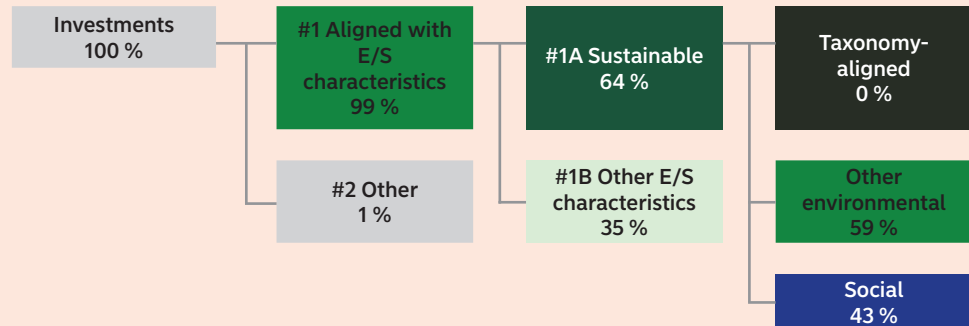 Investments
100 %
#1 Aligned with
E/S
characteristics
99 %
#1A Sustainable
64 %
Taxonomy-
aligned
0 %
#2 Other
1 %
#1B Other E/S
characteristics
35 %
Other
environmental
59 %
Social
43 %